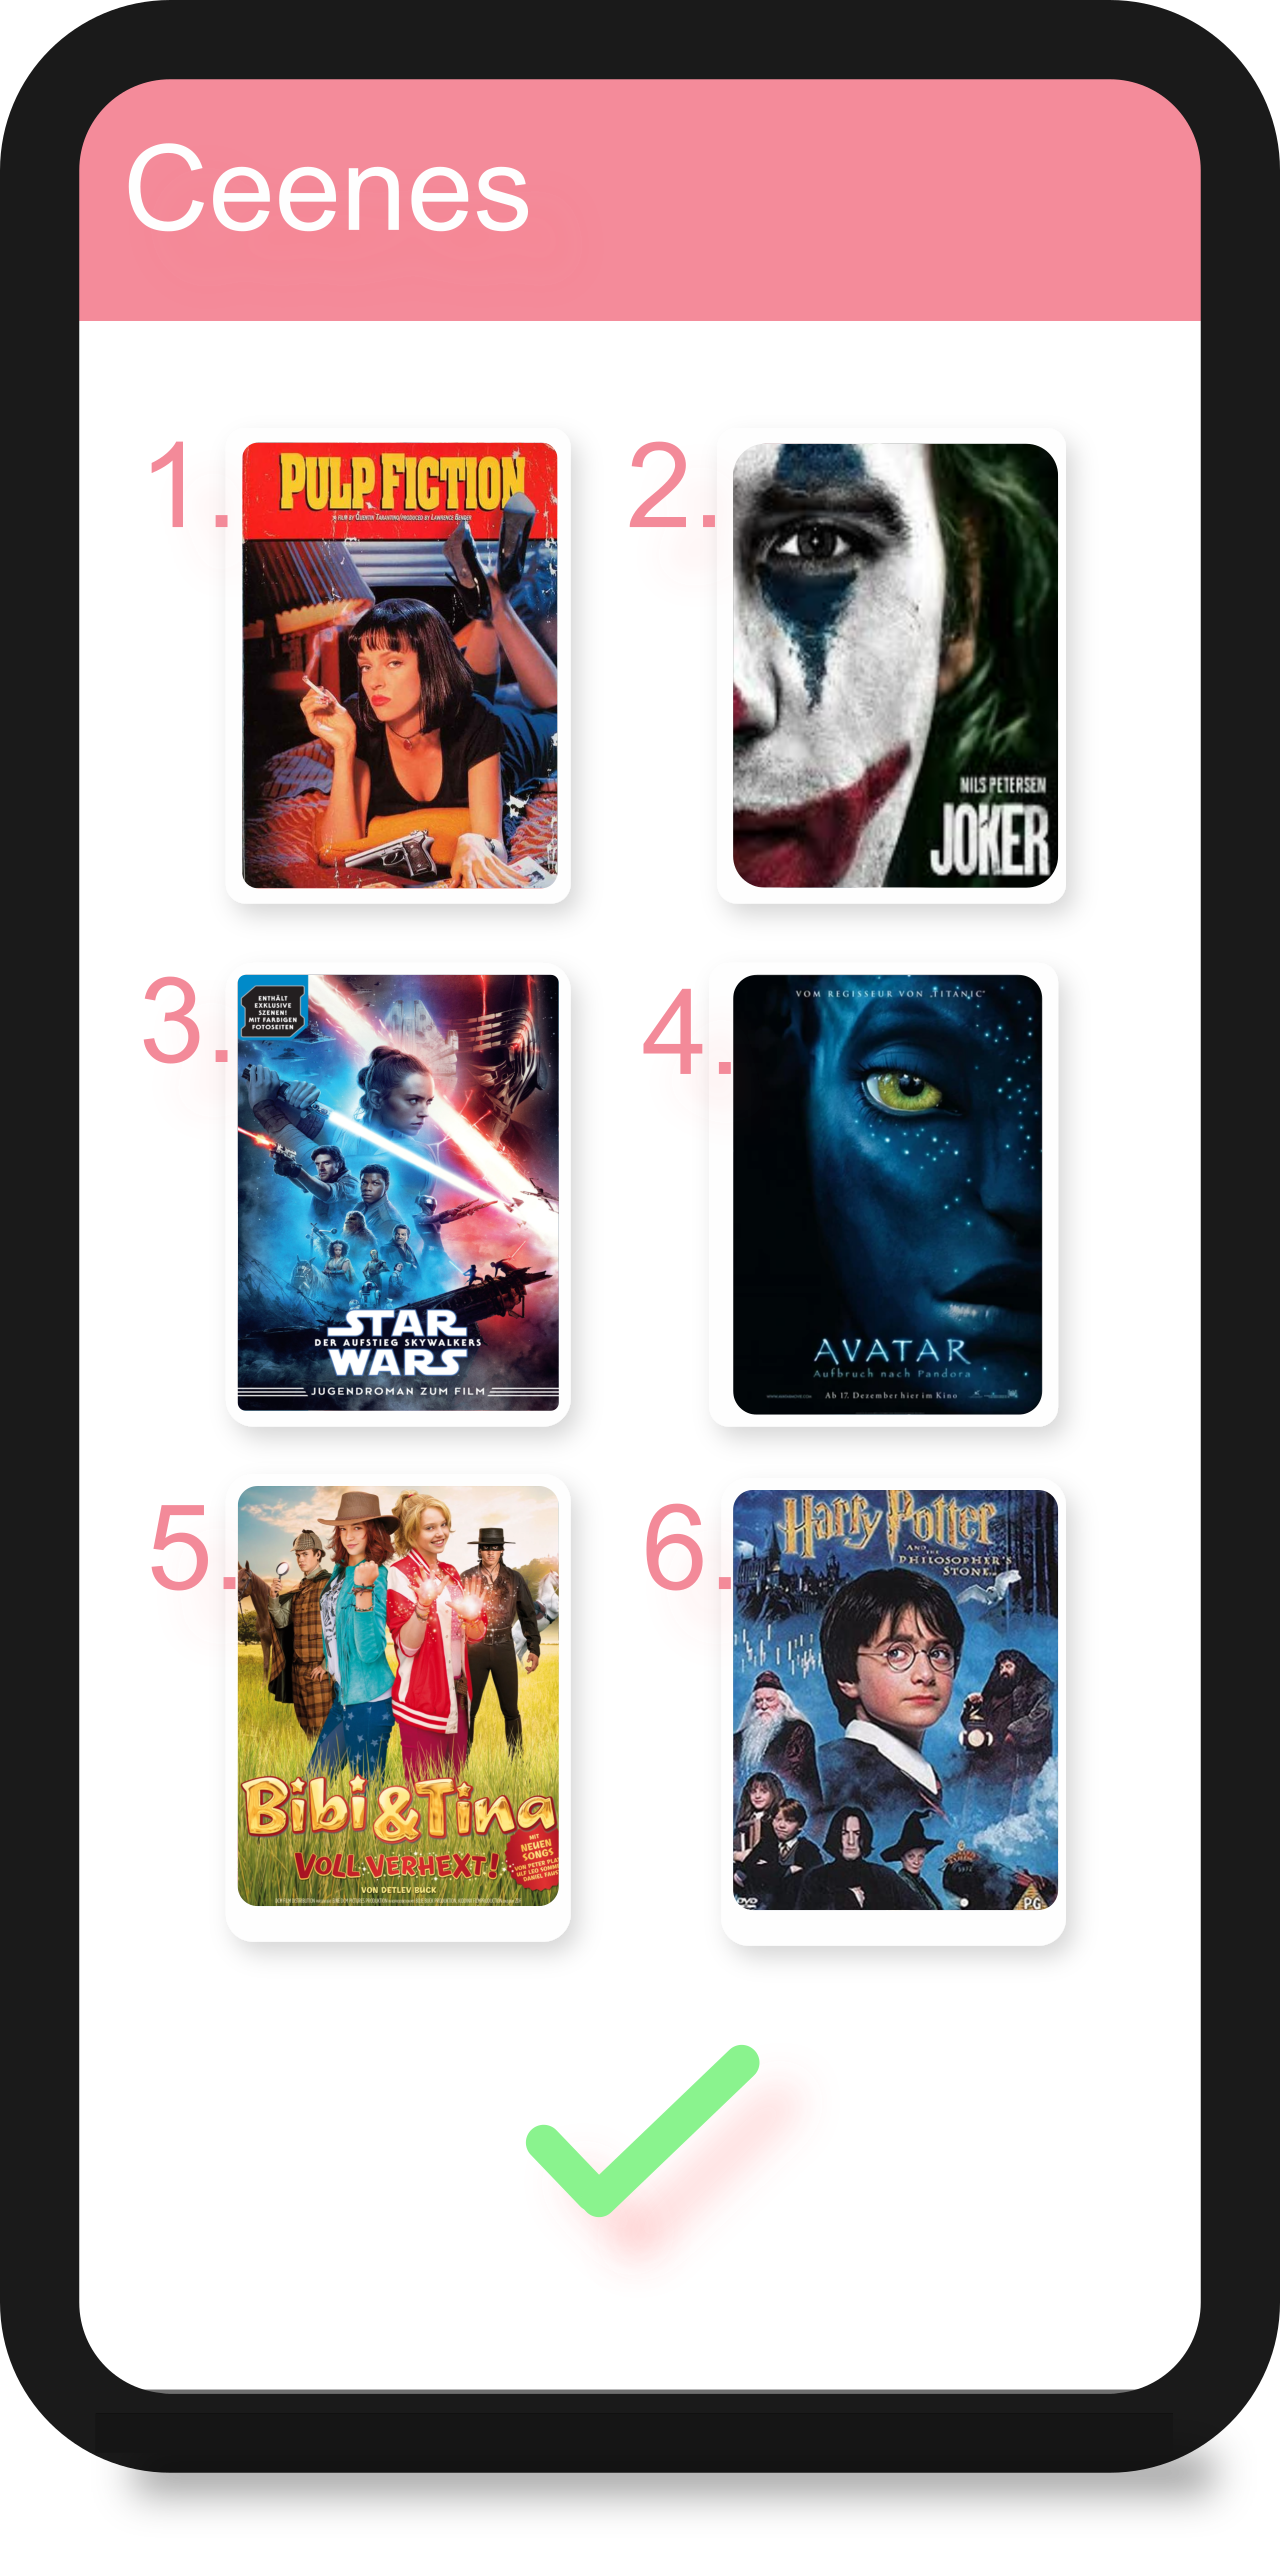 Ceenes
1.
PULP FICTION
A FILM BY QUENTIN TARANTINO/PRODUCED BY LAWRENCE BENDER
2.
NILS PETERSEN
JOKER
3.
ENTHÄLT
EXKLUSIVE
SZENEN!
MIT FARBIGEN
FOTOSEITEN
STAR
DER AUFSTIEG SKYWALKERS
WARS
JUGENDROMAN ZUM FILM
4.
VOM REGISSEUR VON „TITANIC“
AVATAR
Aufbruch nach Pandora
Ab 17. Dezember hier im Kino
5.
Bibi & Tina
VOLL VERHEXT!
MIT
NEUEN
SONGS
VON DETLEV BUCK
6.
Harry Potter
AND THE
PHILOSOPHER'S
STONE
5972
DVD
PG